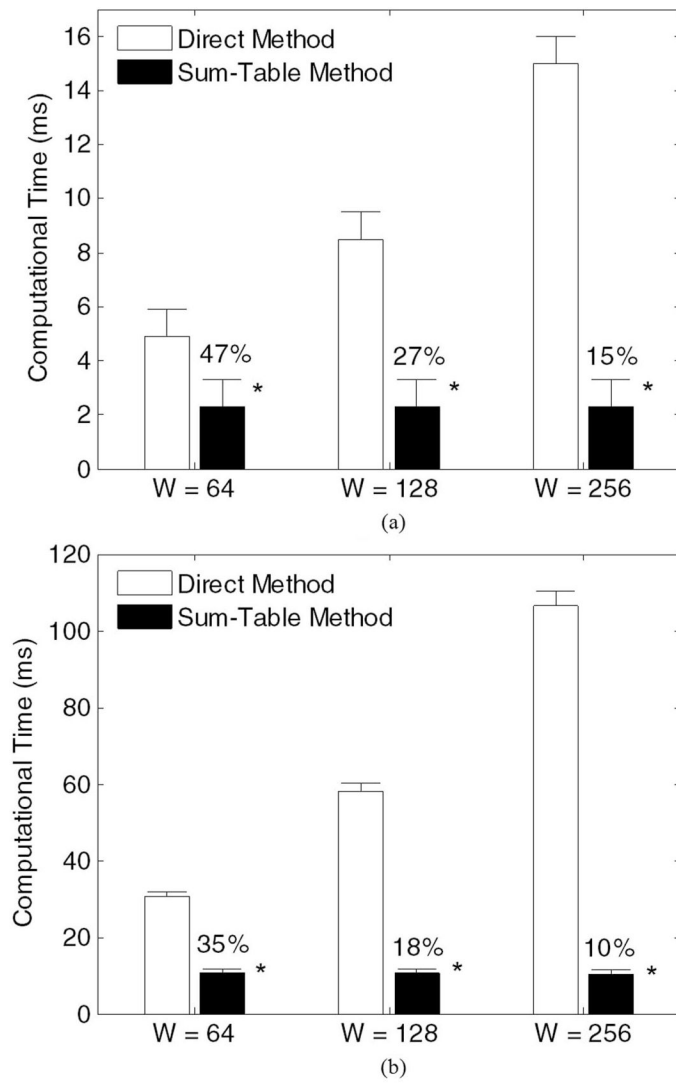 16
14
12
10
8
6
4
2
0
Computational Time (ms)
Direct Method
Sum-Table Method
47%
*
27%
*
15%
*
W = 64
W = 128
W = 256
(a)
120
100
80
60
40
20
0
Computational Time (ms)
Direct Method
Sum-Table Method
35%
*
18%
*
10%
*
W = 64
W = 128
W = 256
(b)